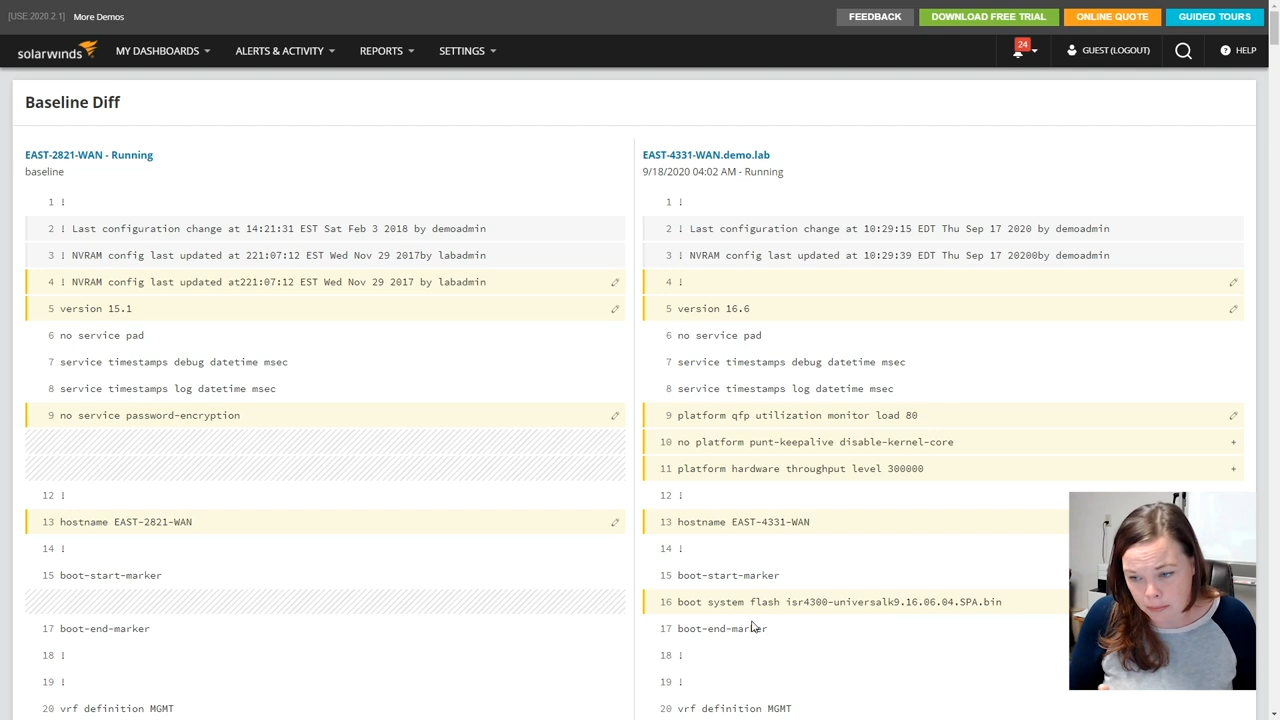 [USE:2020.2.1] More Demos FEEDBACK DOWNLOAD FREE TRIAL ONLINE QUOTE GUIDED TOURS
solarwinds MY DASHBOARDS ALERTS & ACTIVITY REPORTS SETTINGS 24 GUEST (LOGOUT) HELP
Baseline Diff
EAST-2821-WAN - Running
baseline
1 !
2 ! Last configuration change at 14:21:31 EST Sat Feb 3 2018 by demoadmin
3 ! NVRAM config last updated at 221:07:12 EST Wed Nov 29 2017by labadmin
4 ! NVRAM config last updated at221:07:12 EST Wed Nov 29 2017 by labadmin
5 version 15.1
6 no service pad
7 service timestamps debug datetime msec
8 service timestamps log datetime msec
9 no service password-encryption
12 !
13 hostname EAST-2821-WAN
14 !
15 boot-start-marker
17 boot-end-marker
18 !
19 !
20 vrf definition MGMT
EAST-4331-WAN.demo.lab
9/18/2020 04:02 AM - Running
1 !
2 ! Last configuration change at 10:29:15 EDT Thu Sep 17 2020 by demoadmin
3 ! NVRAM config last updated at 10:29:39 EDT Thu Sep 17 20200by demoadmin
4 !
5 version 16.6
6 no service pad
7 service timestamps debug datetime msec
8 service timestamps log datetime msec
9 platform qfp utilization monitor load 80
10 no platform punt-keepalive disable-kernel-core +
11 platform hardware throughput level 300000 +
12 !
13 hostname EAST-4331-WAN
14 !
15 boot-start-marker
16 boot system flash isr4300-universalk9.16.06.04.SPA.bin
17 boot-end-marker
18 !
19 !
20 vrf definition MGMT